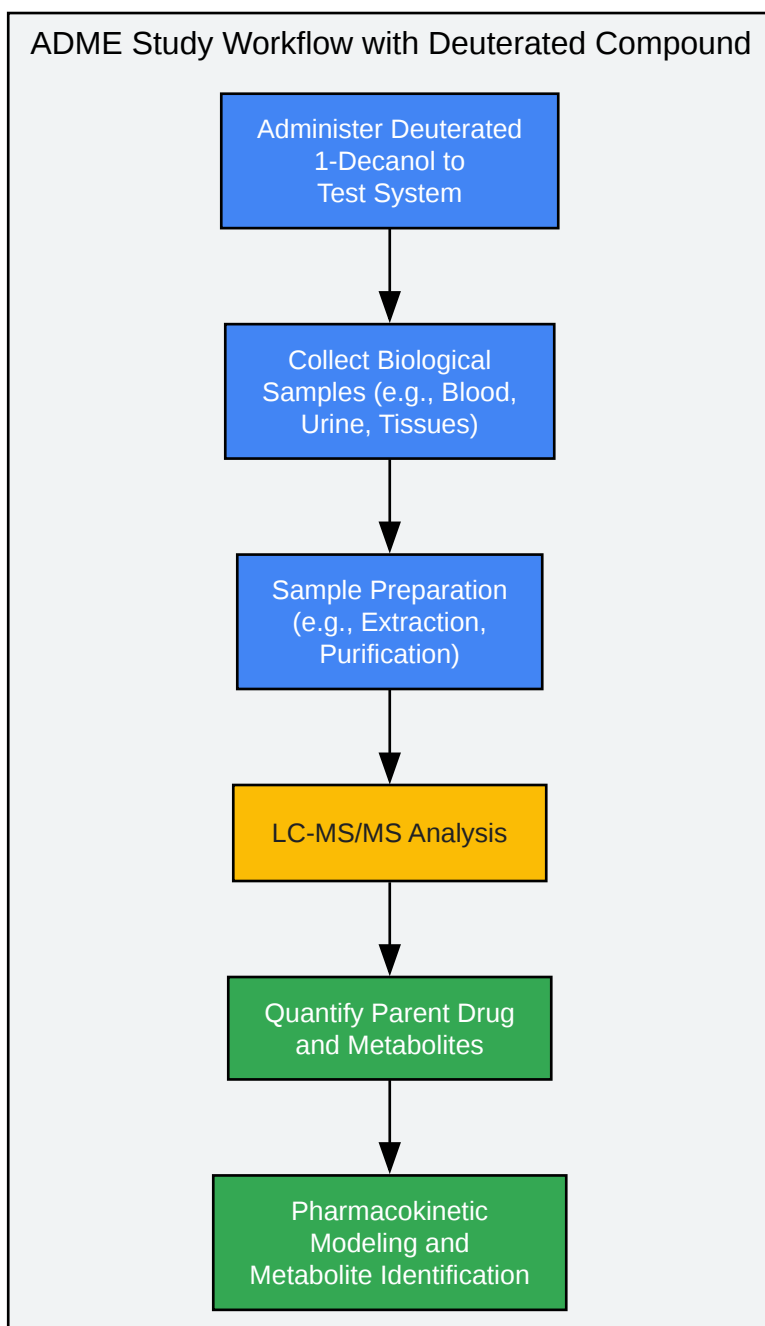 ADME Study Workflow with Deuterated Compound
Administer Deuterated
1-Decanol to
Test System
Collect Biological
Samples (e.g., Blood,
Urine, Tissues)
Sample Preparation
(e.g., Extraction,
Purification)
LC-MS/MS Analysis
Quantify Parent Drug
and Metabolites
Pharmacokinetic
Modeling and
Metabolite Identification